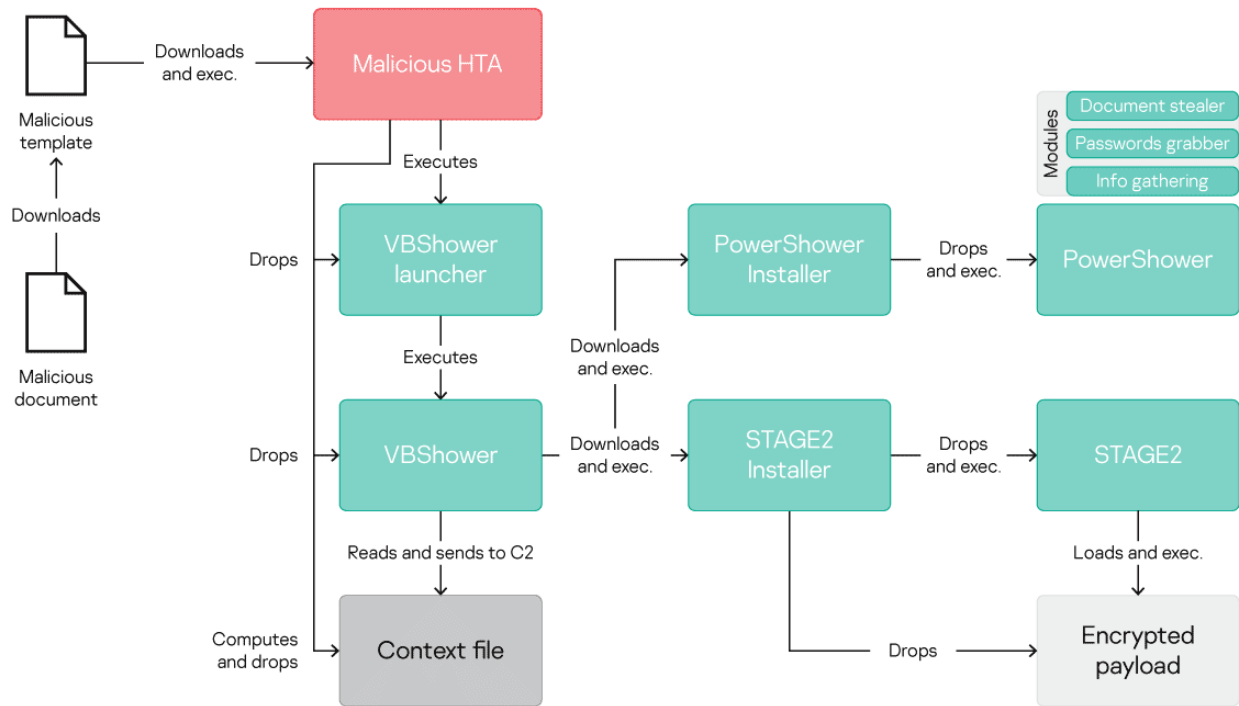 Downloads
and exec.
Malicious HTA
Malicious
template
Modules
Document stealer
Passwords grabber
Info gathering
Executes
Downloads
Drops
VBShower
launcher
PowerShower
Installer
Drops
and exec.
PowerShower
Malicious
document
Executes
Downloads
and exec.
Drops
VBShower
Downloads
and exec.
STAGE2
Installer
Drops
and exec.
STAGE2
Reads and sends to C2
Loads and exec.
Computes
and drops
Context file
Drops
Encrypted
payload